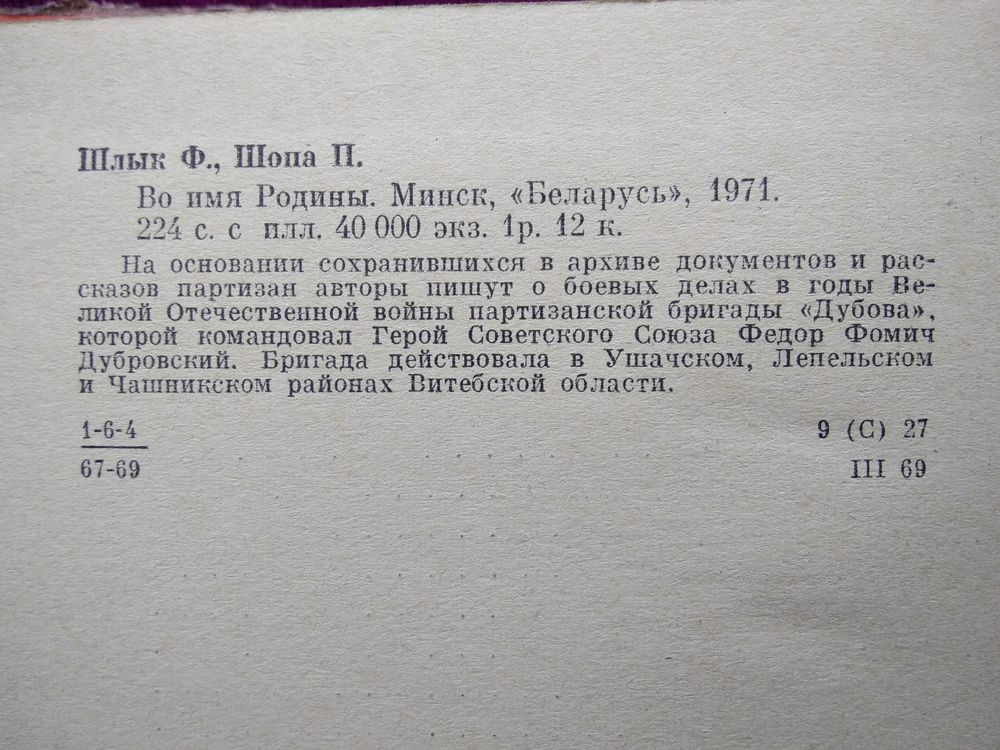 Шлык Ф., Шопа П.
Во имя Родины. Минск, «Беларусь», 1971.
224 с. с илл. 40 000 экз. 1р. 12 к.
На основании сохранившихся в архиве документов и рас-
сказов партизан авторы пишут о боевых делах в годы Ве-
ликой Отечественной войны партизанской бригады «Дубова»,
которой командовал Герой Советского Союза Федор Фомич
Дубровский. Бригада действовала в Ушачском, Лепельском
и Чашникском районах Витебской области.
1-6-4 9 (С) 27
67-69 Ш 69